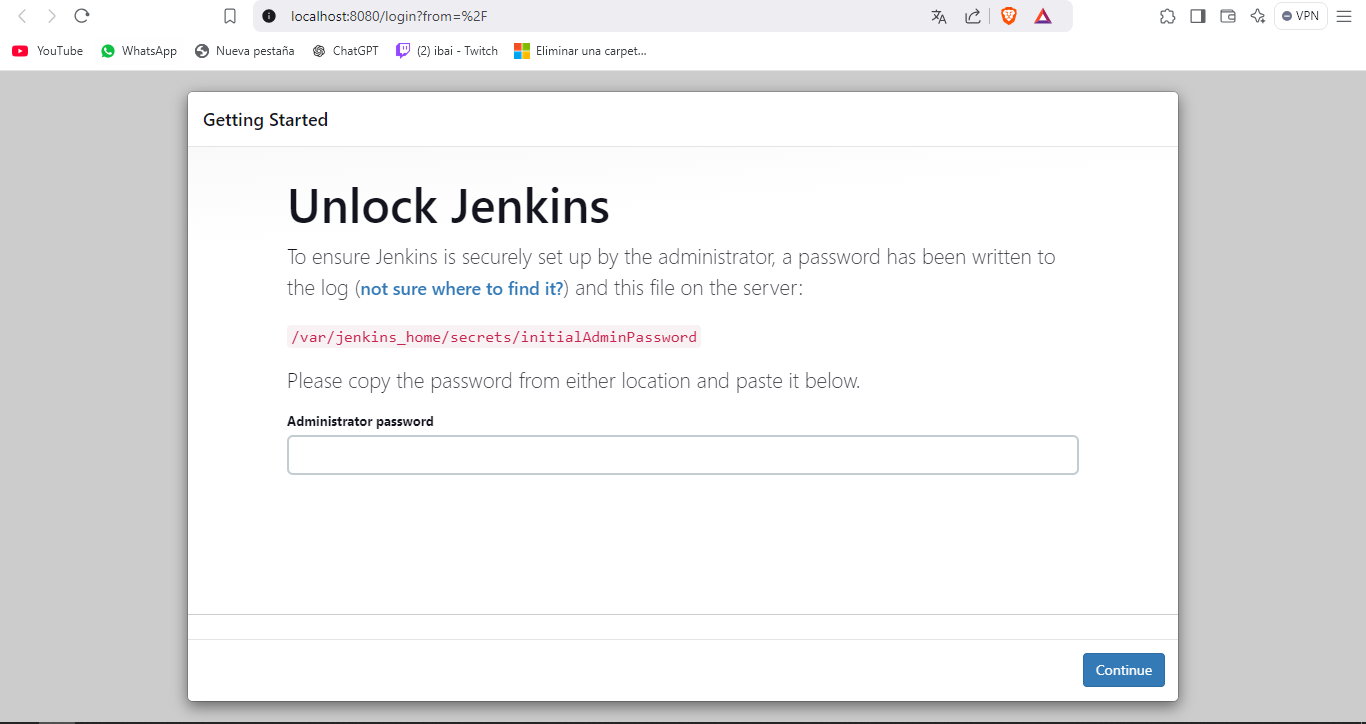 localhost:8080/login?from=%2F
VPN
YouTube
WhatsApp
Nueva pestaña
ChatGPT
(2) ibai - Twitch
Eliminar una carpet...
Getting Started
Unlock Jenkins
To ensure Jenkins is securely set up by the administrator, a password has been written to
the log (not sure where to find it?) and this file on the server:
/var/jenkins_home/secrets/initialAdminPassword
Please copy the password from either location and paste it below.
Administrator password
Continue